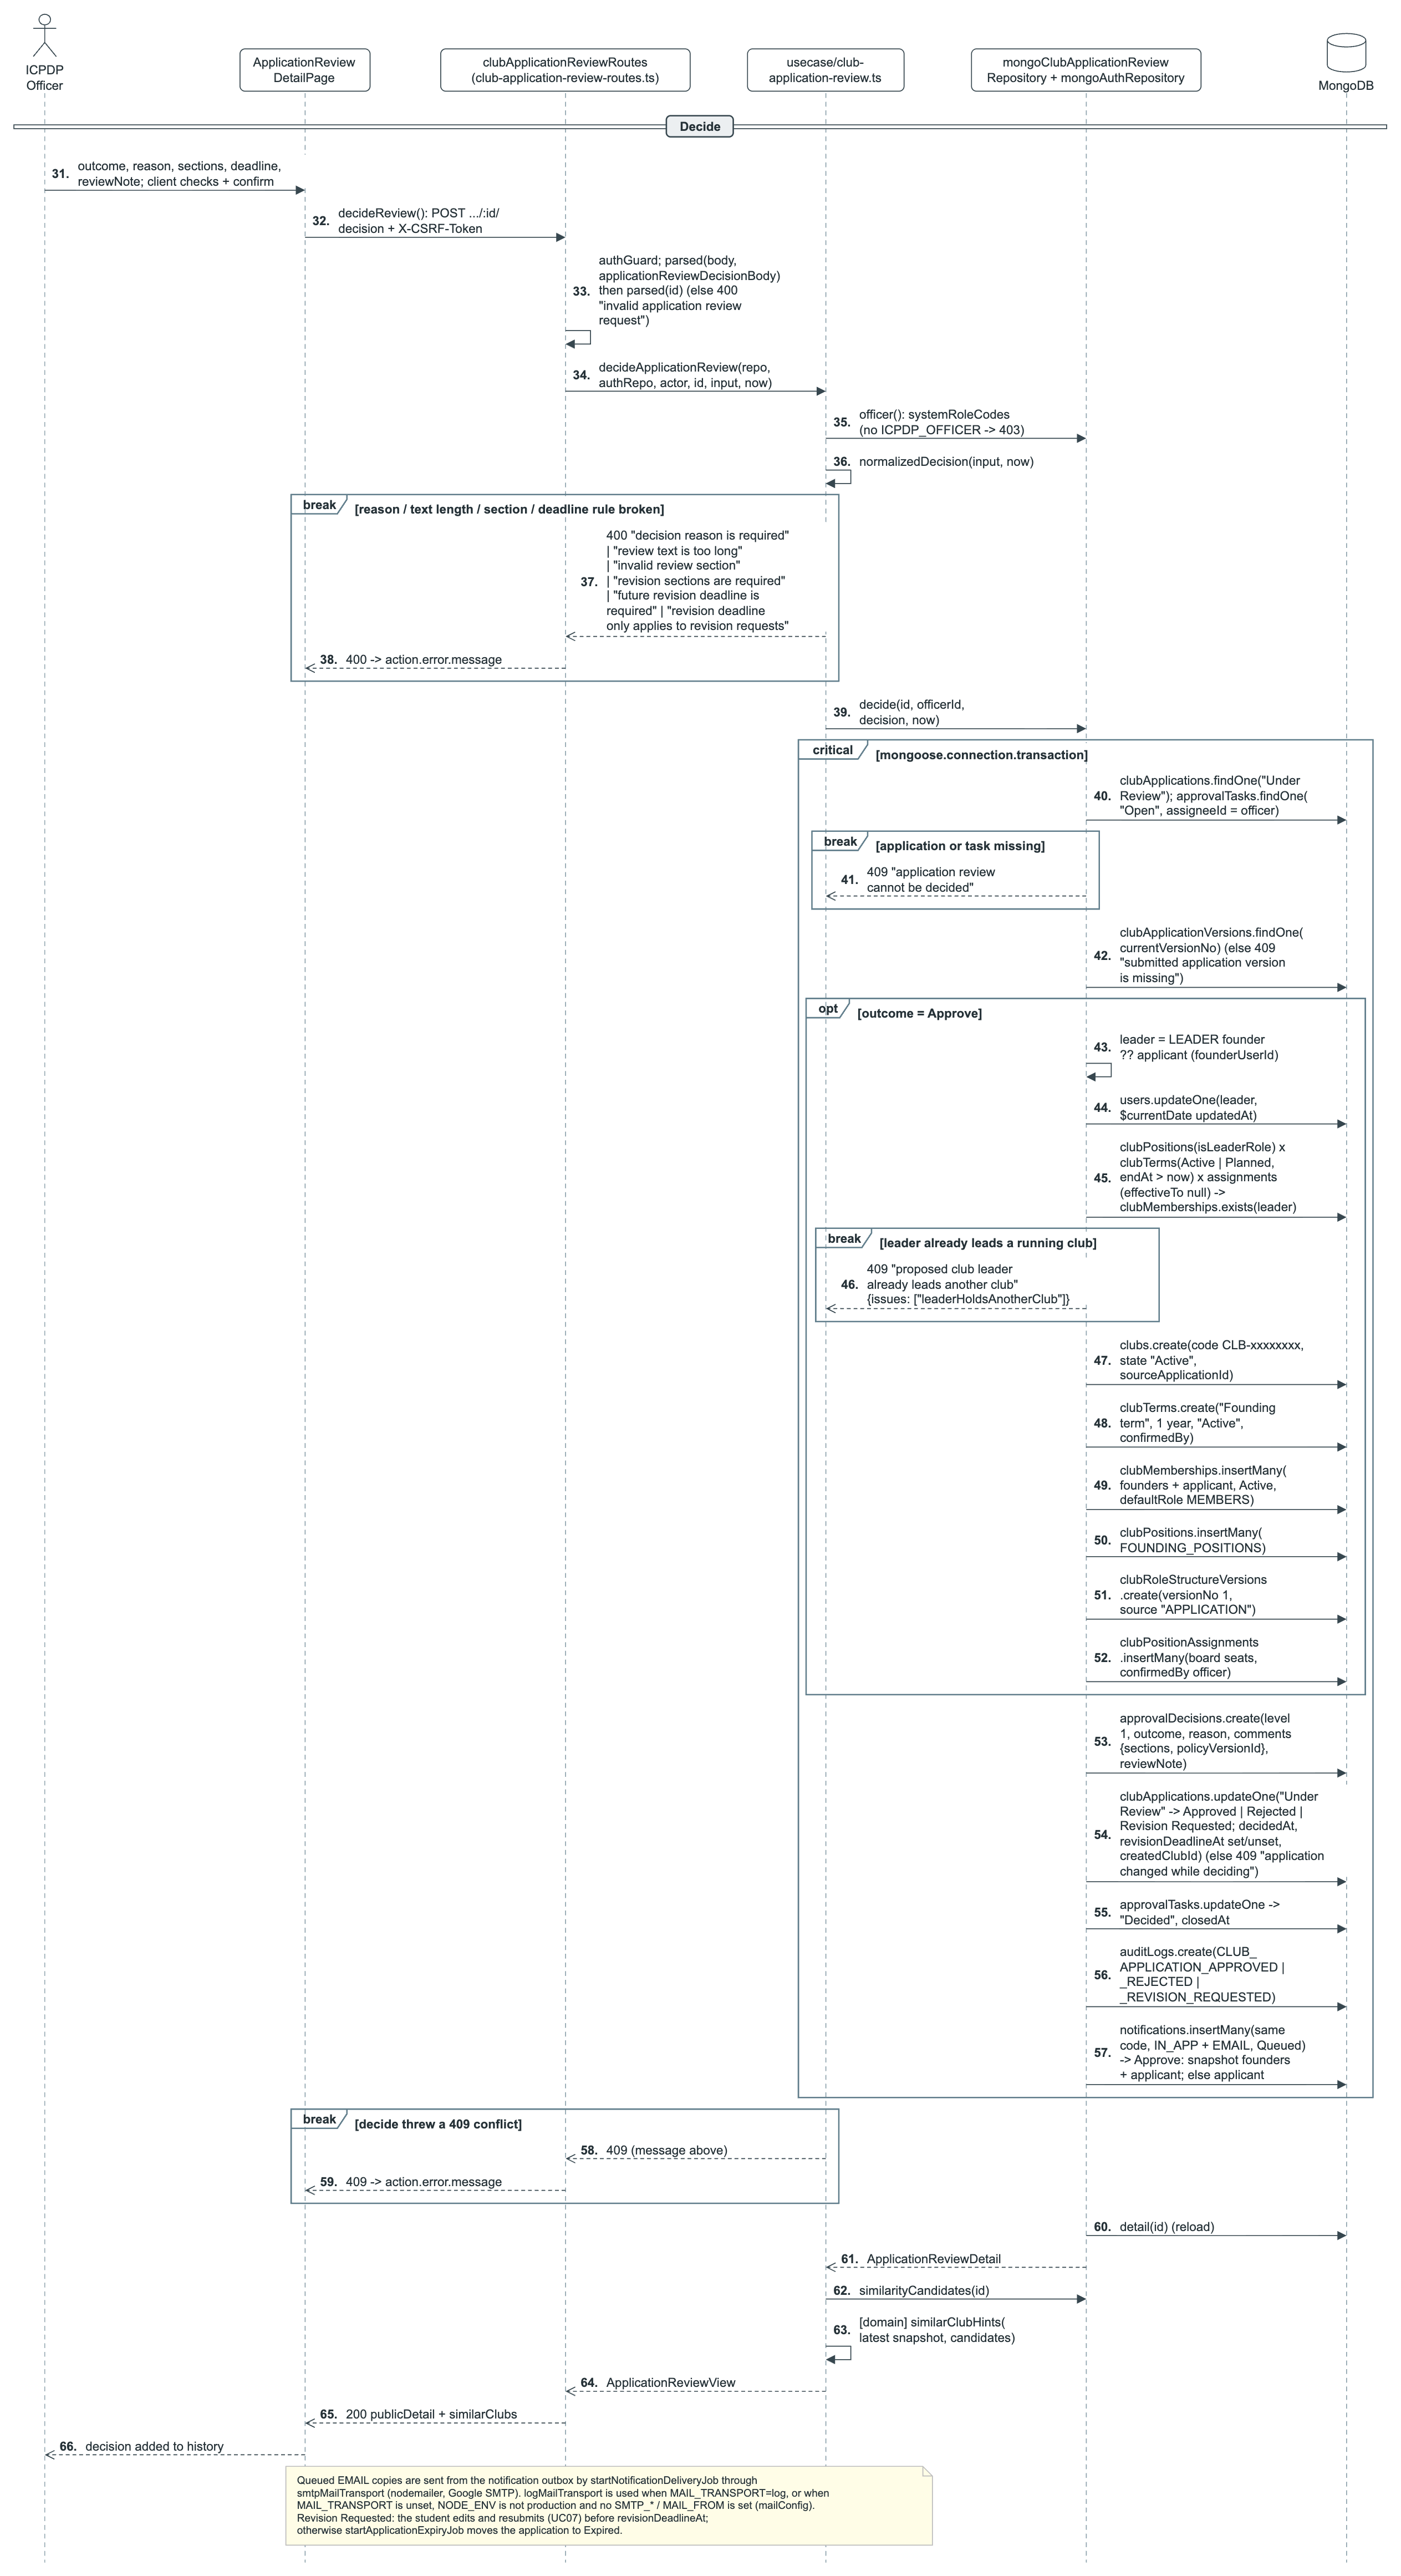 ICPDP
Officer
ApplicationReview
DetailPage
clubApplicationReviewRoutes
(club-application-review-routes.ts)
usecase/club-
application-review.ts
mongoClubApplicationReview
Repository + mongoAuthRepository
MongoDB
Decide
31. outcome, reason, sections, deadline,
reviewNote; client checks + confirm
32. decideReview(): POST .../:id/
decision + X-CSRF-Token
33. authGuard; parsed(body,
applicationReviewDecisionBody)
then parsed(id) (else 400
"invalid application review
request")
34. decideApplicationReview(repo,
authRepo, actor, id, input, now)
35. officer(): systemRoleCodes
(no ICPDP_OFFICER -> 403)
36. normalizedDecision(input, now)
break [reason / text length / section / deadline rule broken]
37. 400 "decision reason is required"
| "review text is too long"
| "invalid review section"
| "revision sections are required"
| "future revision deadline is
required" | "revision deadline
only applies to revision requests"
38. 400 -> action.error.message
39. decide(id, officerId,
decision, now)
critical [mongoose.connection.transaction]
40. clubApplications.findOne("Under
Review"); approvalTasks.findOne(
"Open", assigneeId = officer)
break [application or task missing]
41. 409 "application review
cannot be decided"
42. clubApplicationVersions.findOne(
currentVersionNo) (else 409
"submitted application version
is missing")
opt [outcome = Approve]
43. leader = LEADER founder
?? applicant (founderUserId)
44. users.updateOne(leader,
$currentDate updatedAt)
45. clubPositions(isLeaderRole) x
clubTerms(Active | Planned,
endAt > now) x assignments
(effectiveTo null) ->
clubMemberships.exists(leader)
break [leader already leads a running club]
46. 409 "proposed club leader
already leads another club"
{issues: ["leaderHoldsAnotherClub"]}
47. clubs.create(code CLB-xxxxxxxx,
state "Active",
sourceApplicationId)
48. clubTerms.create("Founding
term", 1 year, "Active",
confirmedBy)
49. clubMemberships.insertMany(
founders + applicant, Active,
defaultRole MEMBERS)
50. clubPositions.insertMany(
FOUNDING_POSITIONS)
51. clubRoleStructureVersions
.create(versionNo 1,
source "APPLICATION")
52. clubPositionAssignments
.insertMany(board seats,
confirmedBy officer)
53. approvalDecisions.create(level
1, outcome, reason, comments
{sections, policyVersionId},
reviewNote)
54. clubApplications.updateOne("Under
Review" -> Approved | Rejected |
Revision Requested; decidedAt,
revisionDeadlineAt set/unset,
createdClubId) (else 409 "application
changed while deciding")
55. approvalTasks.updateOne ->
"Decided", closedAt
56. auditLogs.create(CLUB_
APPLICATION_APPROVED |
_REJECTED |
_REVISION_REQUESTED)
57. notifications.insertMany(same
code, IN_APP + EMAIL, Queued)
-> Approve: snapshot founders
+ applicant; else applicant
break [decide threw a 409 conflict]
58. 409 (message above)
59. 409 -> action.error.message
60. detail(id) (reload)
61. ApplicationReviewDetail
62. similarityCandidates(id)
63. [domain] similarClubHints(
latest snapshot, candidates)
64. ApplicationReviewView
65. 200 publicDetail + similarClubs
66. decision added to history
Queued EMAIL copies are sent from the notification outbox by startNotificationDeliveryJob through
smtpMailTransport (nodemailer, Google SMTP). logMailTransport is used when MAIL_TRANSPORT=log, or when
MAIL_TRANSPORT is unset, NODE_ENV is not production and no SMTP_* / MAIL_FROM is set (mailConfig).
Revision Requested: the student edits and resubmits (UC07) before revisionDeadlineAt;
otherwise startApplicationExpiryJob moves the application to Expired.